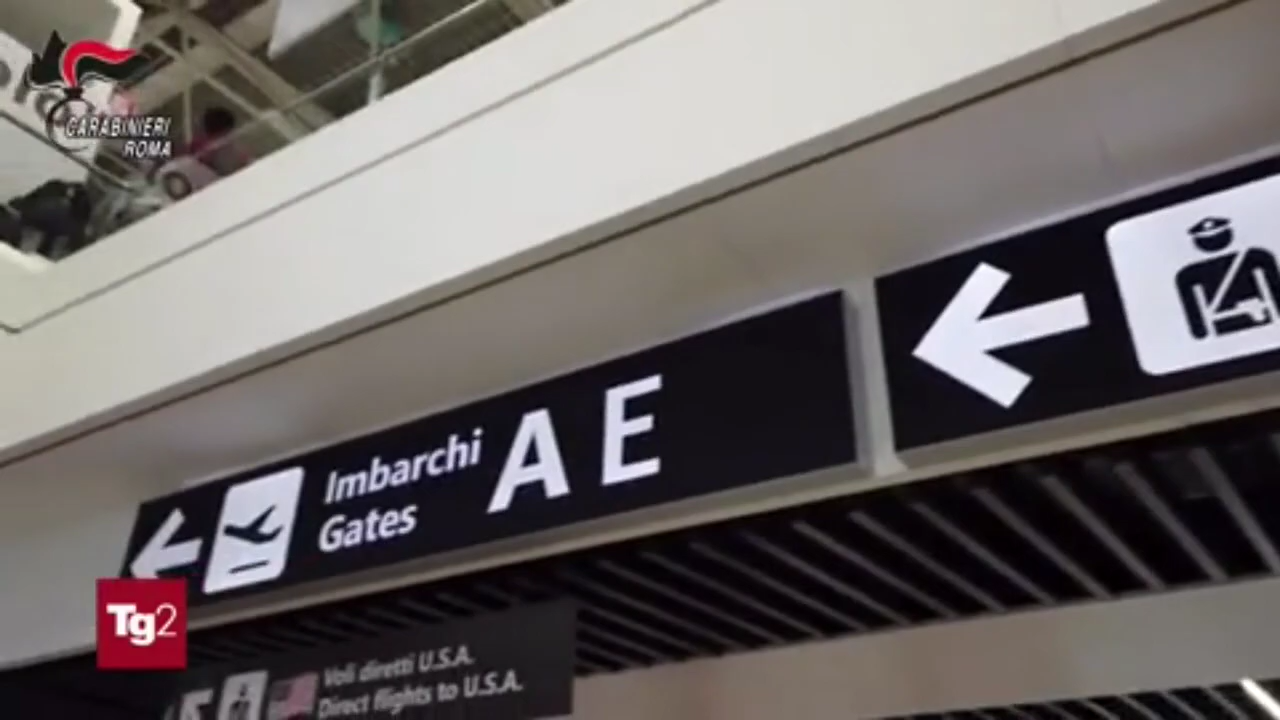 CARABINIERI
ROMA
Imbarchi
Gates
A E
Tg2
Voli diretti U.S.A.
Direct flights to U.S.A.